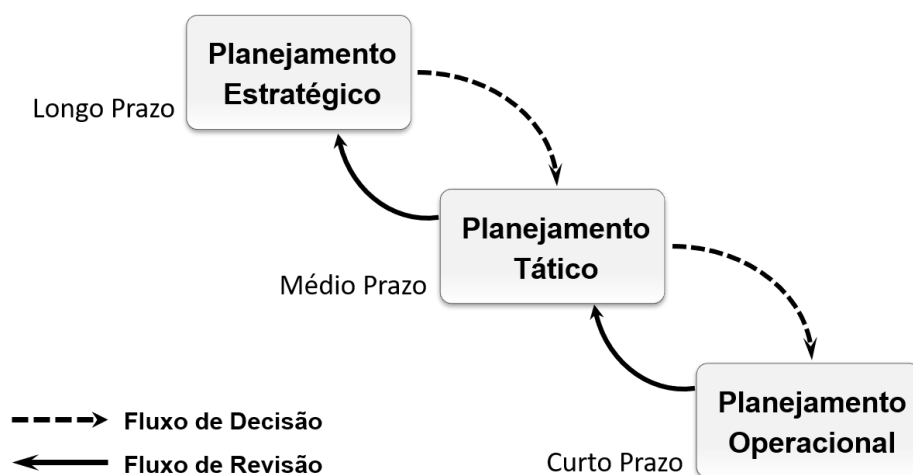 Planejamento
Estratégico
Longo Prazo
Planejamento
Tático
Médio Prazo
Planejamento
Operacional
Curto Prazo
Fluxo de Decisão
Fluxo de Revisão